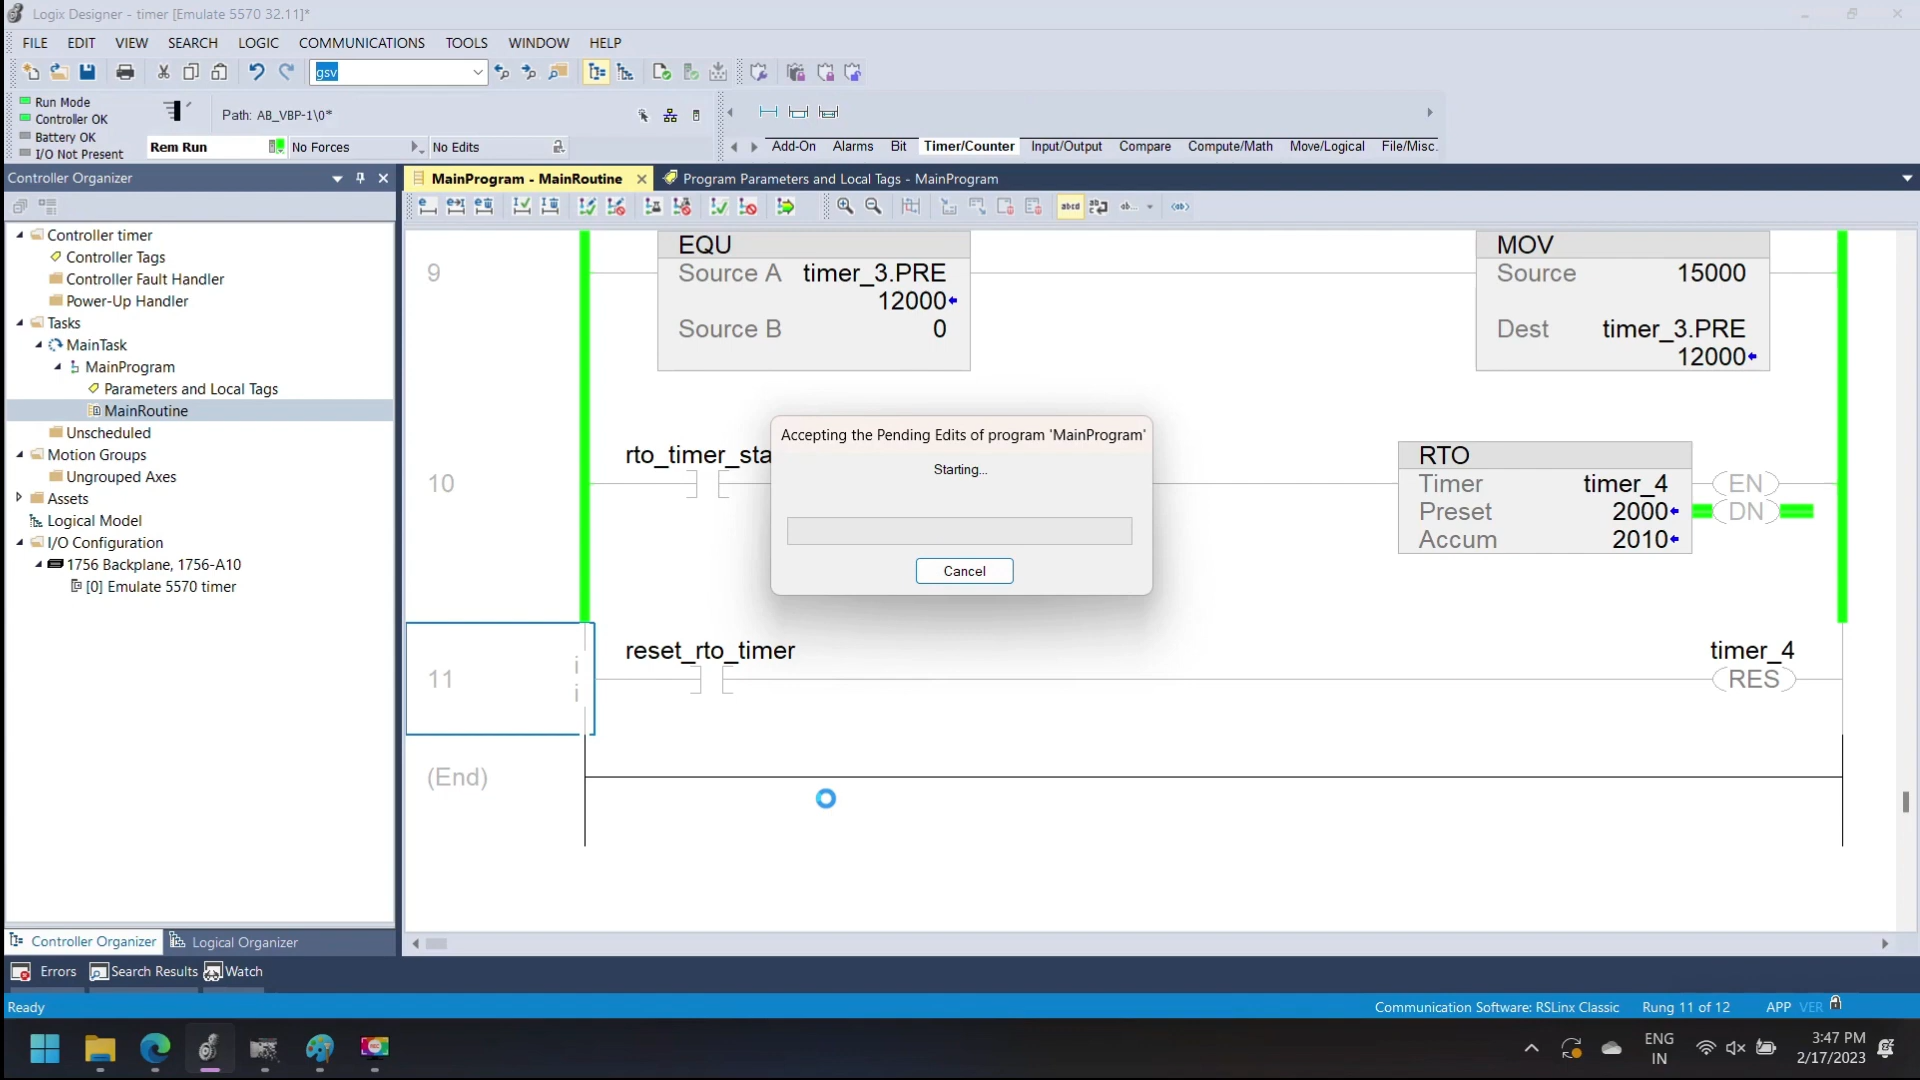 Logix Designer - timer [Emulate 5570 32.11]*
FILE EDIT VIEW SEARCH LOGIC COMMUNICATIONS TOOLS WINDOW HELP
gsv
Run Mode
Controller OK
Battery OK
I/O Not Present
Path: AB_VBP-1\0*
Rem Run
No Forces
No Edits
Add-On Alarms Bit Timer/Counter Input/Output Compare Compute/Math Move/Logical File/Misc.
Controller Organizer
MainProgram - MainRoutine
Program Parameters and Local Tags - MainProgram
Controller timer
Controller Tags
Controller Fault Handler
Power-Up Handler
Tasks
MainTask
MainProgram
Parameters and Local Tags
MainRoutine
Unscheduled
Motion Groups
Ungrouped Axes
Assets
Logical Model
I/O Configuration
1756 Backplane, 1756-A10
[0] Emulate 5570 timer
9
EQU
Source A timer_3.PRE
12000
Source B 0
MOV
Source 15000
Dest timer_3.PRE
12000
Accepting the Pending Edits of program 'MainProgram'
Starting...
Cancel
10
rto_timer_sta
RTO
Timer timer_4
Preset 2000
Accum 2010
EN
DN
11
i
i
reset_rto_timer
timer_4
RES
(End)
Controller Organizer
Logical Organizer
Errors
Search Results
Watch
Ready
Communication Software: RSLinx Classic
Rung 11 of 12
APP
VER
ENG
IN
3:47 PM
2/17/2023